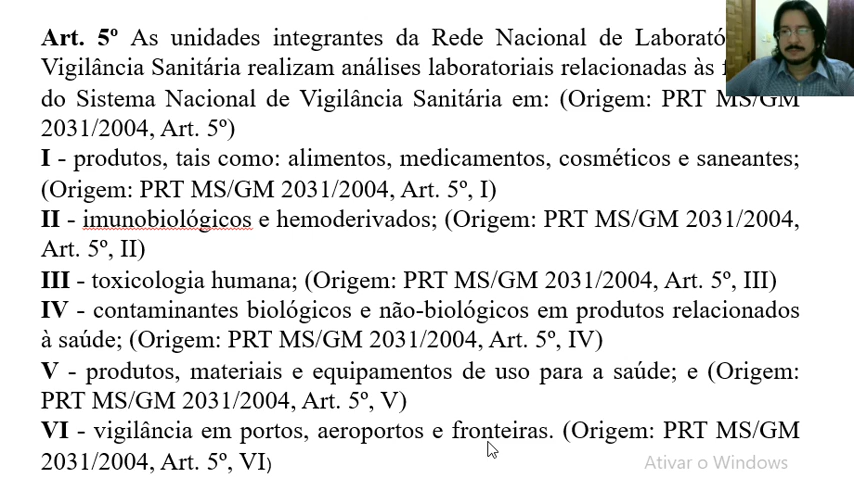 Art. 5º As unidades integrantes da Rede Nacional de
Vigilância Sanitária realizam análises laboratoriais relacionadas às
do Sistema Nacional de Vigilância Sanitária em: (Origem: PRT MS/GM
2031/2004, Art. 5º)
I - produtos, tais como: alimentos, medicamentos, cosméticos e saneantes;
(Origem: PRT MS/GM 2031/2004, Art. 5º, I)
II - imunobiológicos e hemoderivados; (Origem: PRT MS/GM 2031/2004,
Art. 5º, II)
III - toxicologia humana; (Origem: PRT MS/GM 2031/2004, Art. 5º, III)
IV - contaminantes biológicos e não-biológicos em produtos relacionados
à saúde; (Origem: PRT MS/GM 2031/2004, Art. 5º, IV)
V - produtos, materiais e equipamentos de uso para a saúde; e (Origem:
PRT MS/GM 2031/2004, Art. 5º, V)
VI - vigilância em portos, aeroportos e fronteiras. (Origem: PRT MS/GM
2031/2004, Art. 5º, VI)
Ativar o Windows